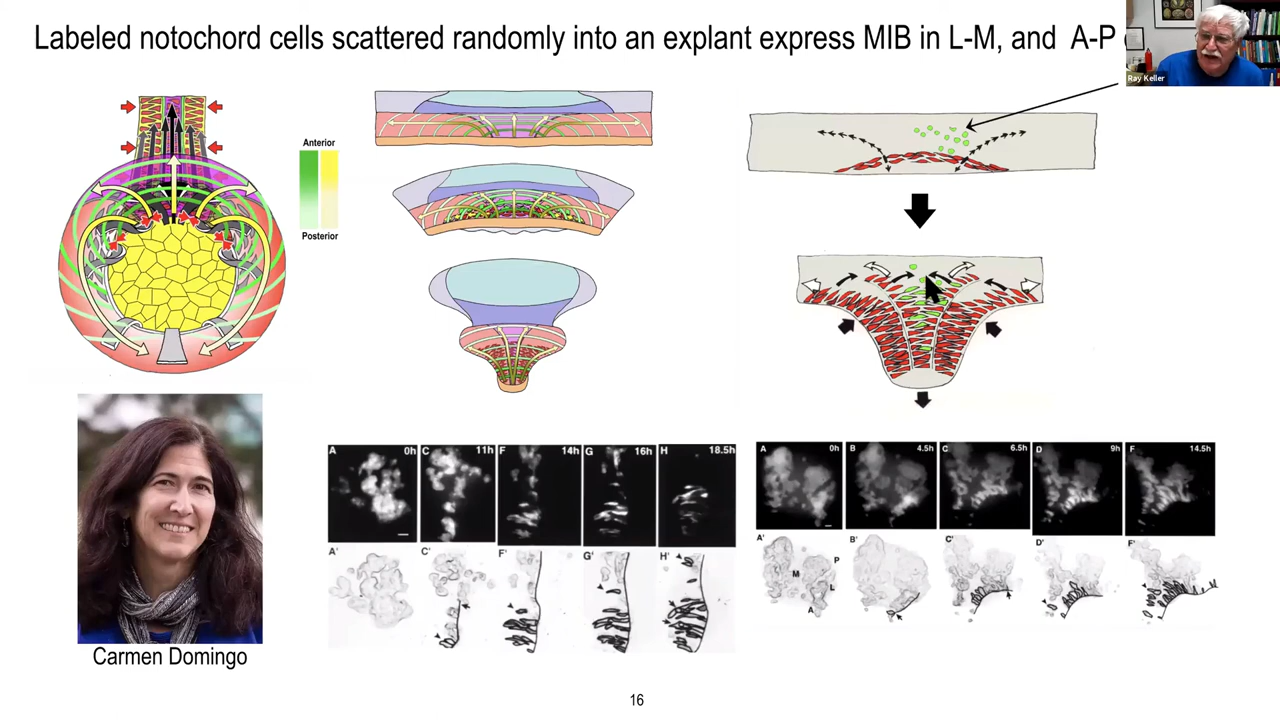 Labeled notochord cells scattered randomly into an explant express MIB in L-M, and A-P
Ray Keller
Anterior
Posterior
A 0h
C 11h
F 14h
G 16h
H 18.5h
A'
C'
F'
G'
H'
A 0h
B 4.5h
C 6.5h
D 9h
F 14.5h
A' M P L A
B'
C'
D'
F'
Carmen Domingo
16